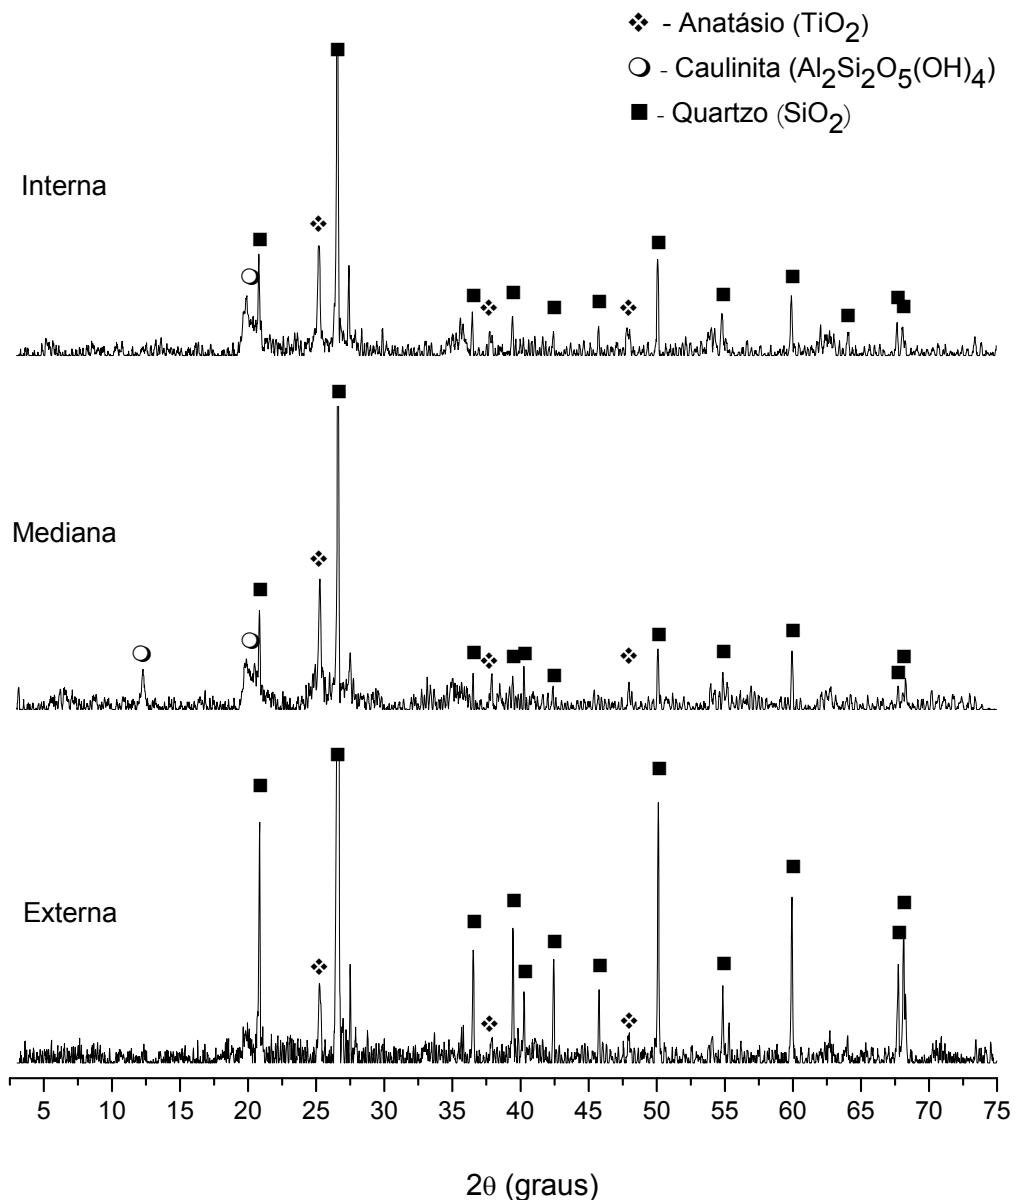 ❖ - Anatásio (TiO2)
❍ - Caulinita (Al2Si2O5(OH)4)
■ - Quartzo (SiO2)
Interna
Mediana
Externa
5 10 15 20 25 30 35 40 45 50 55 60 65 70 75
2θ (graus)